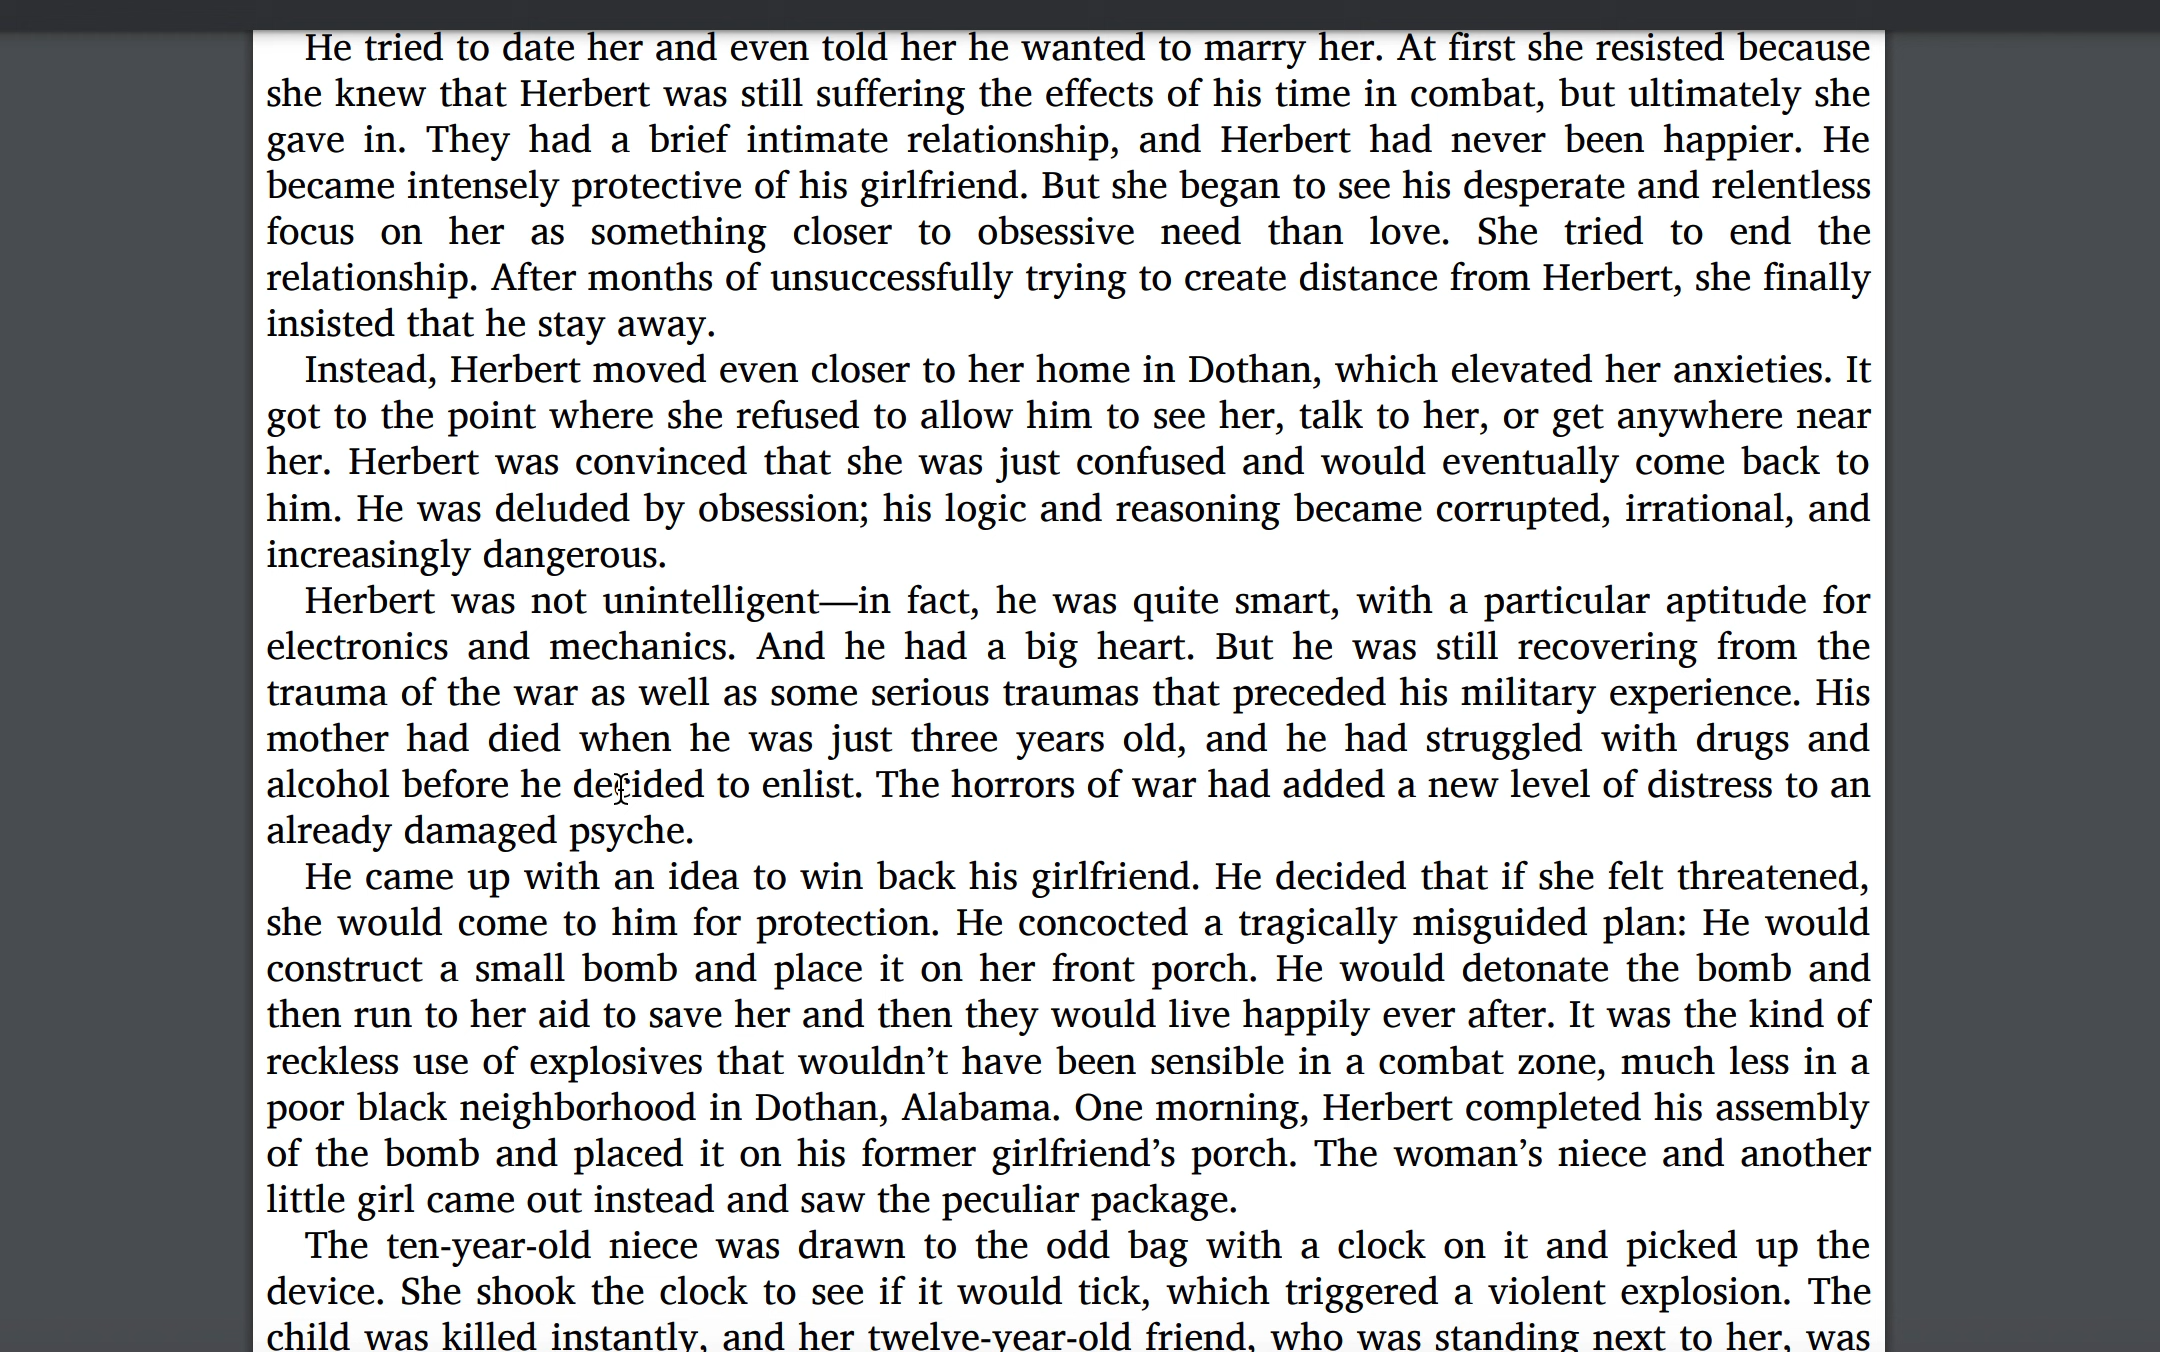 He tried to date her and even told her he wanted to marry her. At first she resisted because
she knew that Herbert was still suffering the effects of his time in combat, but ultimately she
gave in. They had a brief intimate relationship, and Herbert had never been happier. He
became intensely protective of his girlfriend. But she began to see his desperate and relentless
focus on her as something closer to obsessive need than love. She tried to end the
relationship. After months of unsuccessfully trying to create distance from Herbert, she finally
insisted that he stay away.
Instead, Herbert moved even closer to her home in Dothan, which elevated her anxieties. It
got to the point where she refused to allow him to see her, talk to her, or get anywhere near
her. Herbert was convinced that she was just confused and would eventually come back to
him. He was deluded by obsession; his logic and reasoning became corrupted, irrational, and
increasingly dangerous.
Herbert was not unintelligent—in fact, he was quite smart, with a particular aptitude for
electronics and mechanics. And he had a big heart. But he was still recovering from the
trauma of the war as well as some serious traumas that preceded his military experience. His
mother had died when he was just three years old, and he had struggled with drugs and
alcohol before he decided to enlist. The horrors of war had added a new level of distress to an
already damaged psyche.
He came up with an idea to win back his girlfriend. He decided that if she felt threatened,
she would come to him for protection. He concocted a tragically misguided plan: He would
construct a small bomb and place it on her front porch. He would detonate the bomb and
then run to her aid to save her and then they would live happily ever after. It was the kind of
reckless use of explosives that wouldn’t have been sensible in a combat zone, much less in a
poor black neighborhood in Dothan, Alabama. One morning, Herbert completed his assembly
of the bomb and placed it on his former girlfriend’s porch. The woman’s niece and another
little girl came out instead and saw the peculiar package.
The ten-year-old niece was drawn to the odd bag with a clock on it and picked up the
device. She shook the clock to see if it would tick, which triggered a violent explosion. The
child was killed instantly, and her twelve-year-old friend, who was standing next to her, was